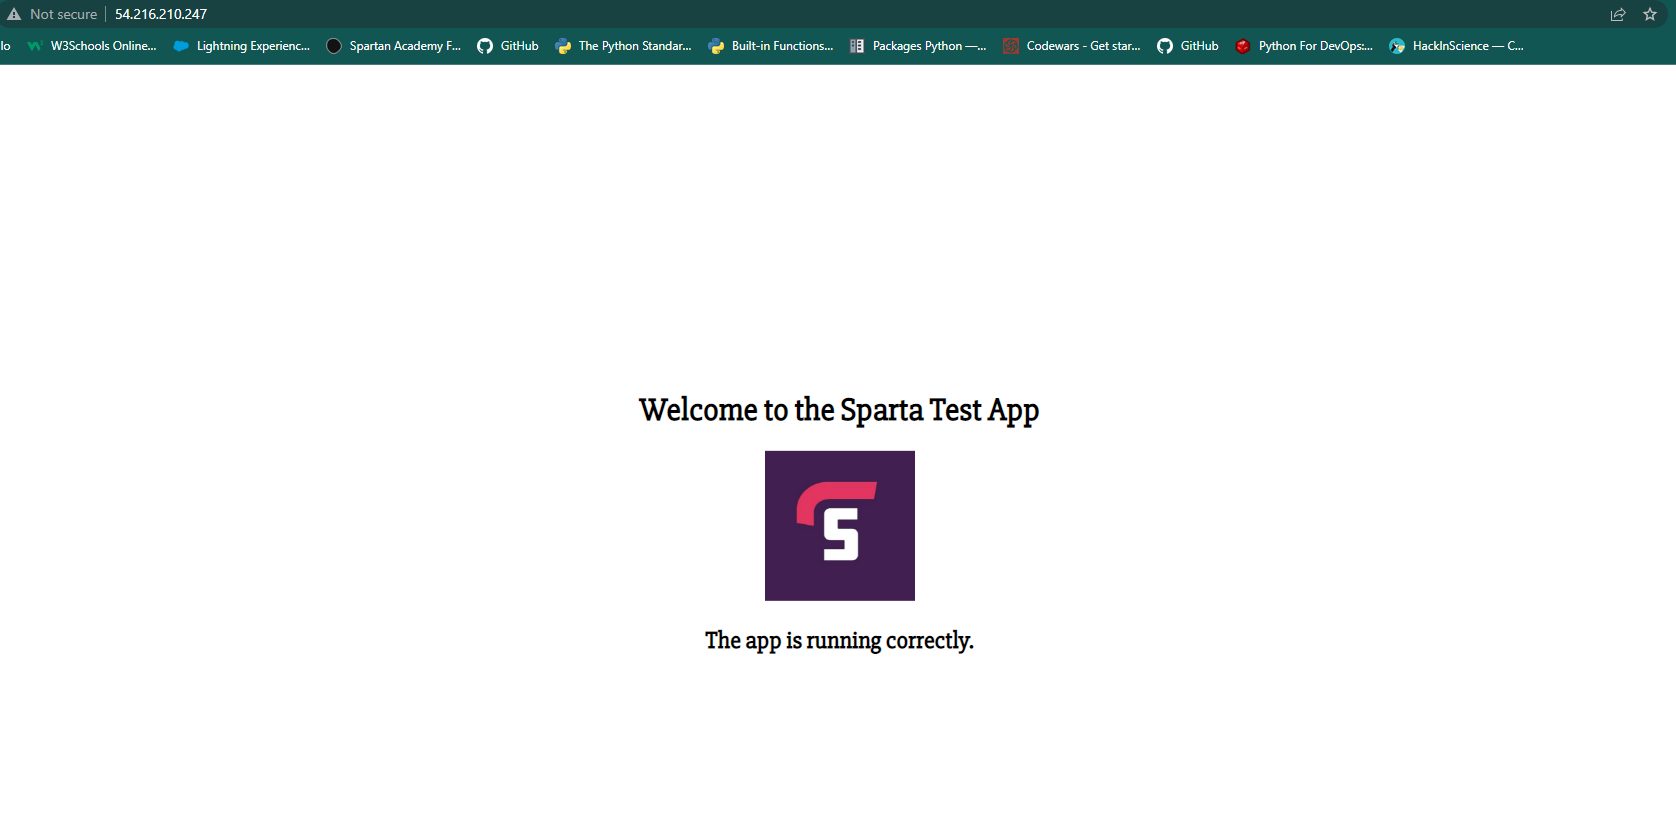 Not secure 54.216.210.247
lo W3Schools Online... Lightning Experienc... Spartan Academy F... GitHub The Python Standar... Built-in Functions... Packages Python —... Codewars - Get star... GitHub Python For DevOps:... HackInScience — C...
Welcome to the Sparta Test App
S
The app is running correctly.